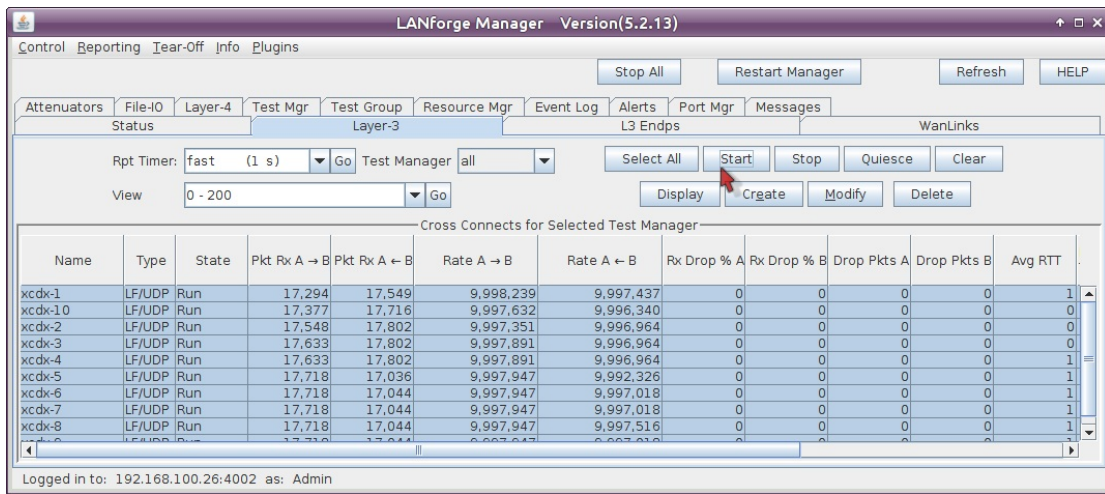 LANforge Manager Version(5.2.13)
Control Reporting Tear-Off Info Plugins
Stop All Restart Manager Refresh HELP
Attenuators File-IO Layer-4 Test Mgr Test Group Resource Mgr Event Log Alerts Port Mgr Messages
Status Layer-3 L3 Endps WanLinks
Rpt Timer: fast (1 s) Go Test Manager all Select All Start Stop Quiesce Clear
View 0 - 200 Go Display Create Modify Delete
Cross Connects for Selected Test Manager
Name Type State Pkt Rx A → B Pkt Rx A ← B Rate A → B Rate A ← B Rx Drop % A Rx Drop % B Drop Pkts A Drop Pkts B Avg RTT
xcdx-1 LF/UDP Run 17,294 17,549 9,998,239 9,997,437 0 0 0 0 1
xcdx-10 LF/UDP Run 17,377 17,716 9,997,632 9,996,340 0 0 0 0 0
xcdx-2 LF/UDP Run 17,548 17,802 9,997,351 9,996,964 0 0 0 0 0
xcdx-3 LF/UDP Run 17,633 17,802 9,997,891 9,996,964 0 0 0 0 0
xcdx-4 LF/UDP Run 17,633 17,802 9,997,891 9,996,964 0 0 0 0 1
xcdx-5 LF/UDP Run 17,718 17,036 9,997,947 9,992,326 0 0 0 0 1
xcdx-6 LF/UDP Run 17,718 17,044 9,997,947 9,997,018 0 0 0 0 1
xcdx-7 LF/UDP Run 17,718 17,044 9,997,947 9,997,018 0 0 0 0 1
xcdx-8 LF/UDP Run 17,718 17,044 9,997,947 9,997,516 0 0 0 0 1
Logged in to: 192.168.100.26:4002 as: Admin